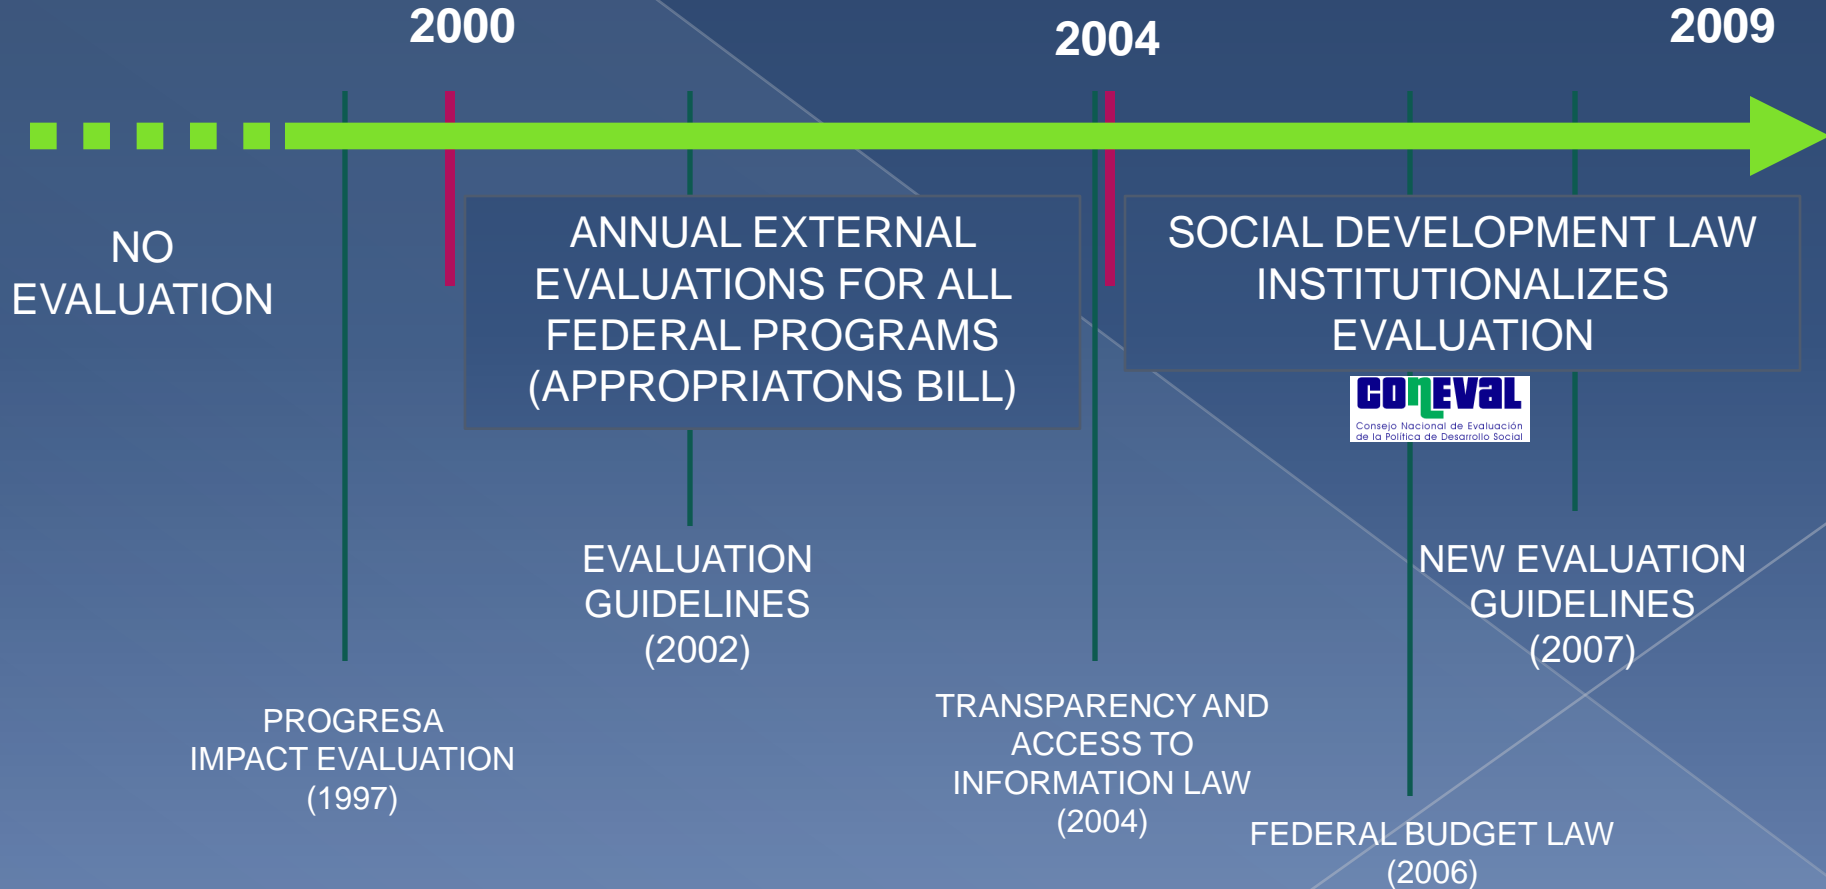 2000
2004
2009
NO
EVALUATION
ANNUAL EXTERNAL
EVALUATIONS FOR ALL
FEDERAL PROGRAMS
(APPROPRIATONS BILL)
SOCIAL DEVELOPMENT LAW
INSTITUTIONALIZES
EVALUATION
CONEVAL
Consejo Nacional de Evaluación
de la Política de Desarrollo Social
EVALUATION
GUIDELINES
(2002)
NEW EVALUATION
GUIDELINES
(2007)
PROGRESA
IMPACT EVALUATION
(1997)
TRANSPARENCY AND
ACCESS TO
INFORMATION LAW
(2004)
FEDERAL BUDGET LAW
(2006)